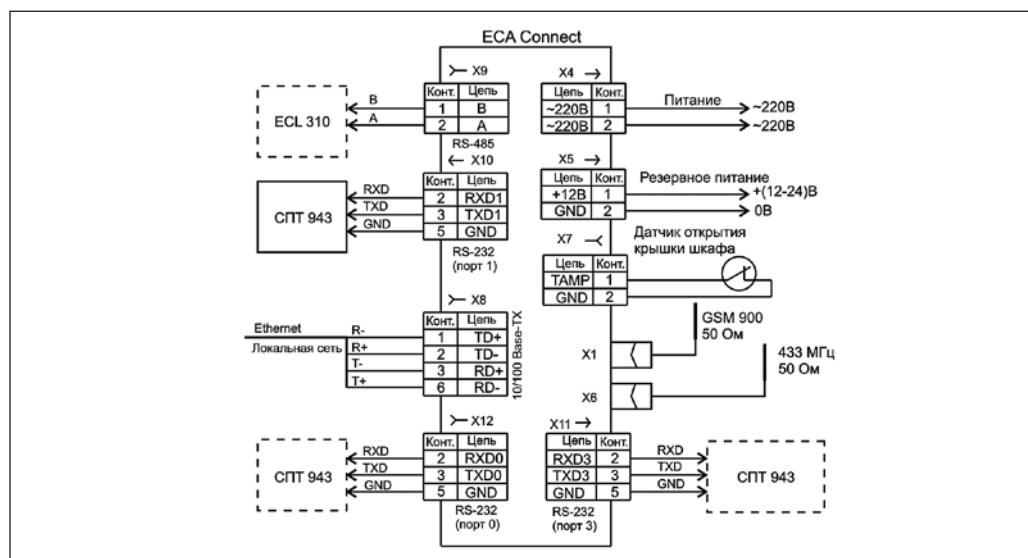 ECA Connect
X9
Конт. Цепь
1 B
2 A
RS-485
B
A
ECL 310
X4
Цепь Конт.
~220В 1
~220В 2
Питание
~220В
~220В
X10
Конт. Цепь
2 RXD1
3 TXD1
5 GND
RS-232
(порт 1)
RXD
TXD
GND
СПТ 943
X5
Цепь Конт.
+12В 1
GND 2
Резервное питание
+(12-24)В
0В
X7
Цепь Конт.
TAMP 1
GND 2
Датчик открытия
крышки шкафа
X8
Конт. Цепь
1 TD+
2 TD-
3 RD+
6 RD-
10/100 Base-TX
Ethernet
Локальная сеть
R-
R+
T-
T+
X1
GSM 900
50 Ом
X6
433 МГц
50 Ом
X12
Конт. Цепь
2 RXD0
3 TXD0
5 GND
RS-232
(порт 0)
RXD
TXD
GND
СПТ 943
X11
Цепь Конт.
RXD3 2
TXD3 3
GND 5
RS-232
(порт 3)
RXD
TXD
GND
СПТ 943